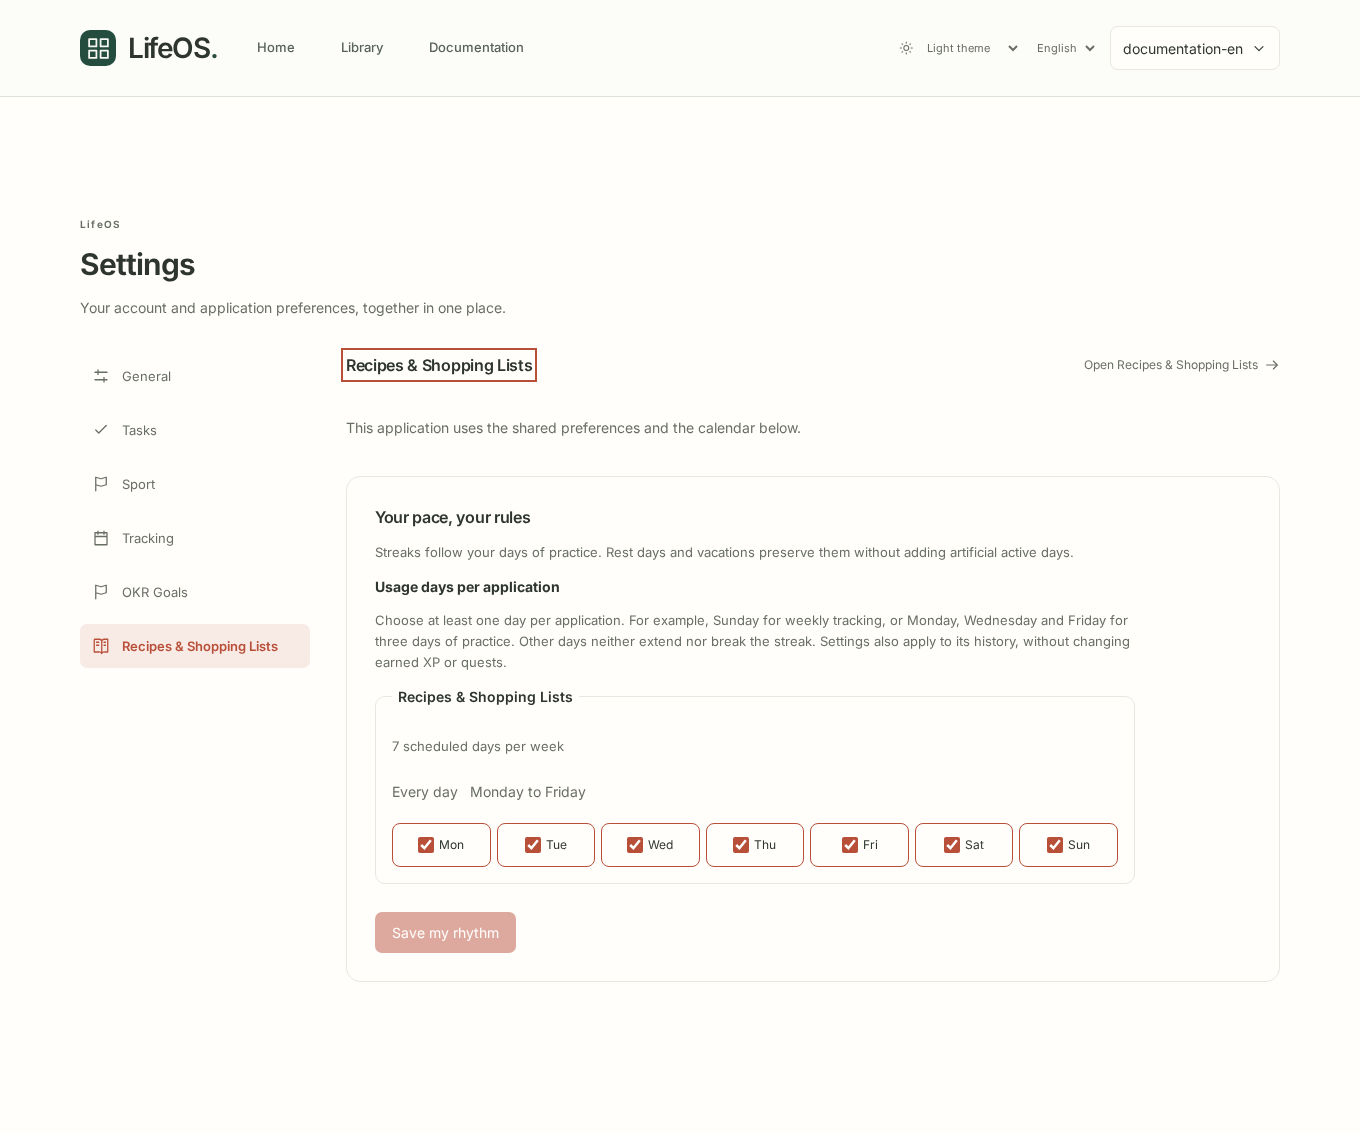 LifeOS.
Home
Library
Documentation
Light theme
English
documentation-en
LifeOS
Settings
Your account and application preferences, together in one place.
General
Tasks
Sport
Tracking
OKR Goals
Recipes & Shopping Lists
Recipes & Shopping Lists
Open Recipes & Shopping Lists
This application uses the shared preferences and the calendar below.
Your pace, your rules
Streaks follow your days of practice. Rest days and vacations preserve them without adding artificial active days.
Usage days per application
Choose at least one day per application. For example, Sunday for weekly tracking, or Monday, Wednesday and Friday for
three days of practice. Other days neither extend nor break the streak. Settings also apply to its history, without changing
earned XP or quests.
Recipes & Shopping Lists
7 scheduled days per week
Every day
Monday to Friday
Mon
Tue
Wed
Thu
Fri
Sat
Sun
Save my rhythm